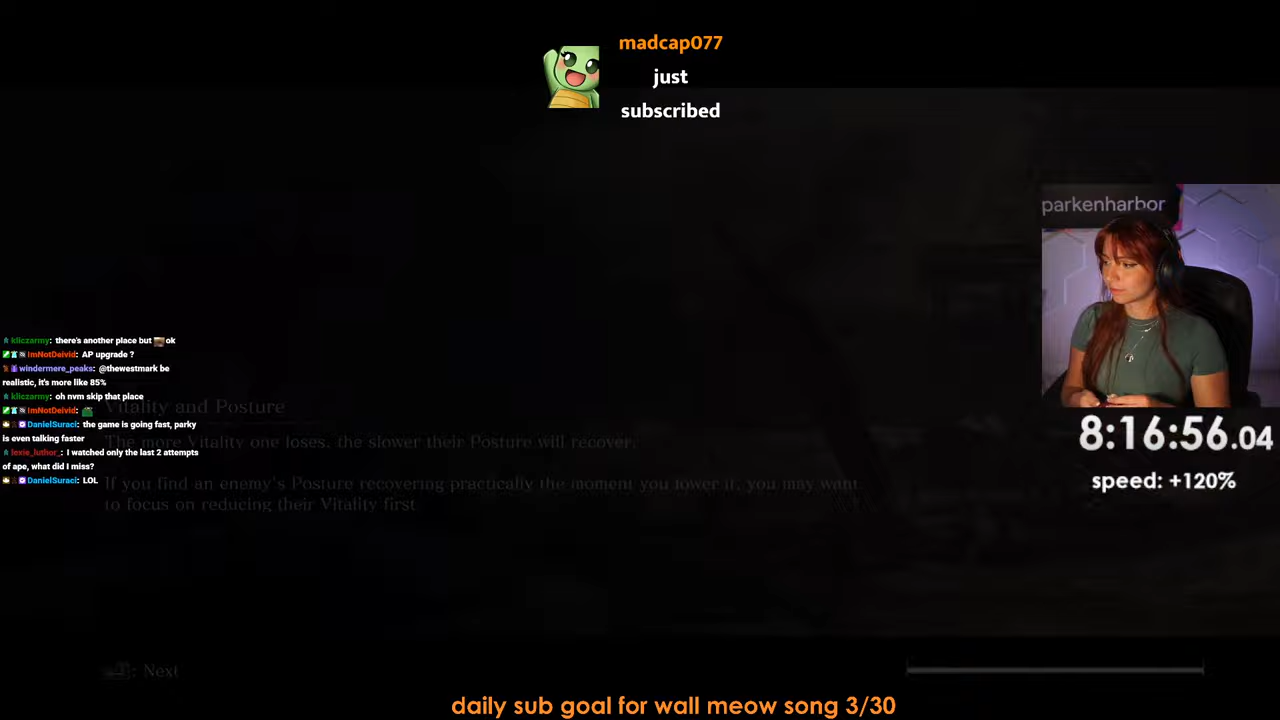 madcap077
just
subscribed
parkenharbor
kliczarmy: there's another place but ok
ImNotDeivid: AP upgrade ?
windermere_peaks: @thewestmark be
realistic, it's more like 85%
kliczarmy: oh nvm skip that place
ImNotDeivid:
DanielSuraci: the game is going fast, parky
is even talking faster
lexie_luthor_: I watched only the last 2 attempts
of ape, what did I miss?
DanielSuraci: LOL
Vitality and Posture
The more Vitality one loses, the slower their Posture will recover.
If you find an enemy's Posture recovering practically the moment you lower it, you may want
to focus on reducing their Vitality first
8:16:56.04
speed: +120%
: Next
daily sub goal for wall meow song 3/30